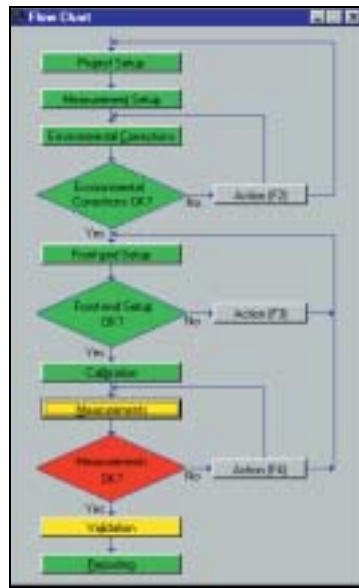 Flow Chart
Project Setup
Measurement Setup
Environmental Corrections
Environmental
Corrections OK?
No
Action (F2)
Yes
Front-end Setup
Front-end Setup
OK?
No
Action (F3)
Yes
Calibration
Measurements
Measurements
OK?
No
Action (F4)
Yes
Validation
Reporting